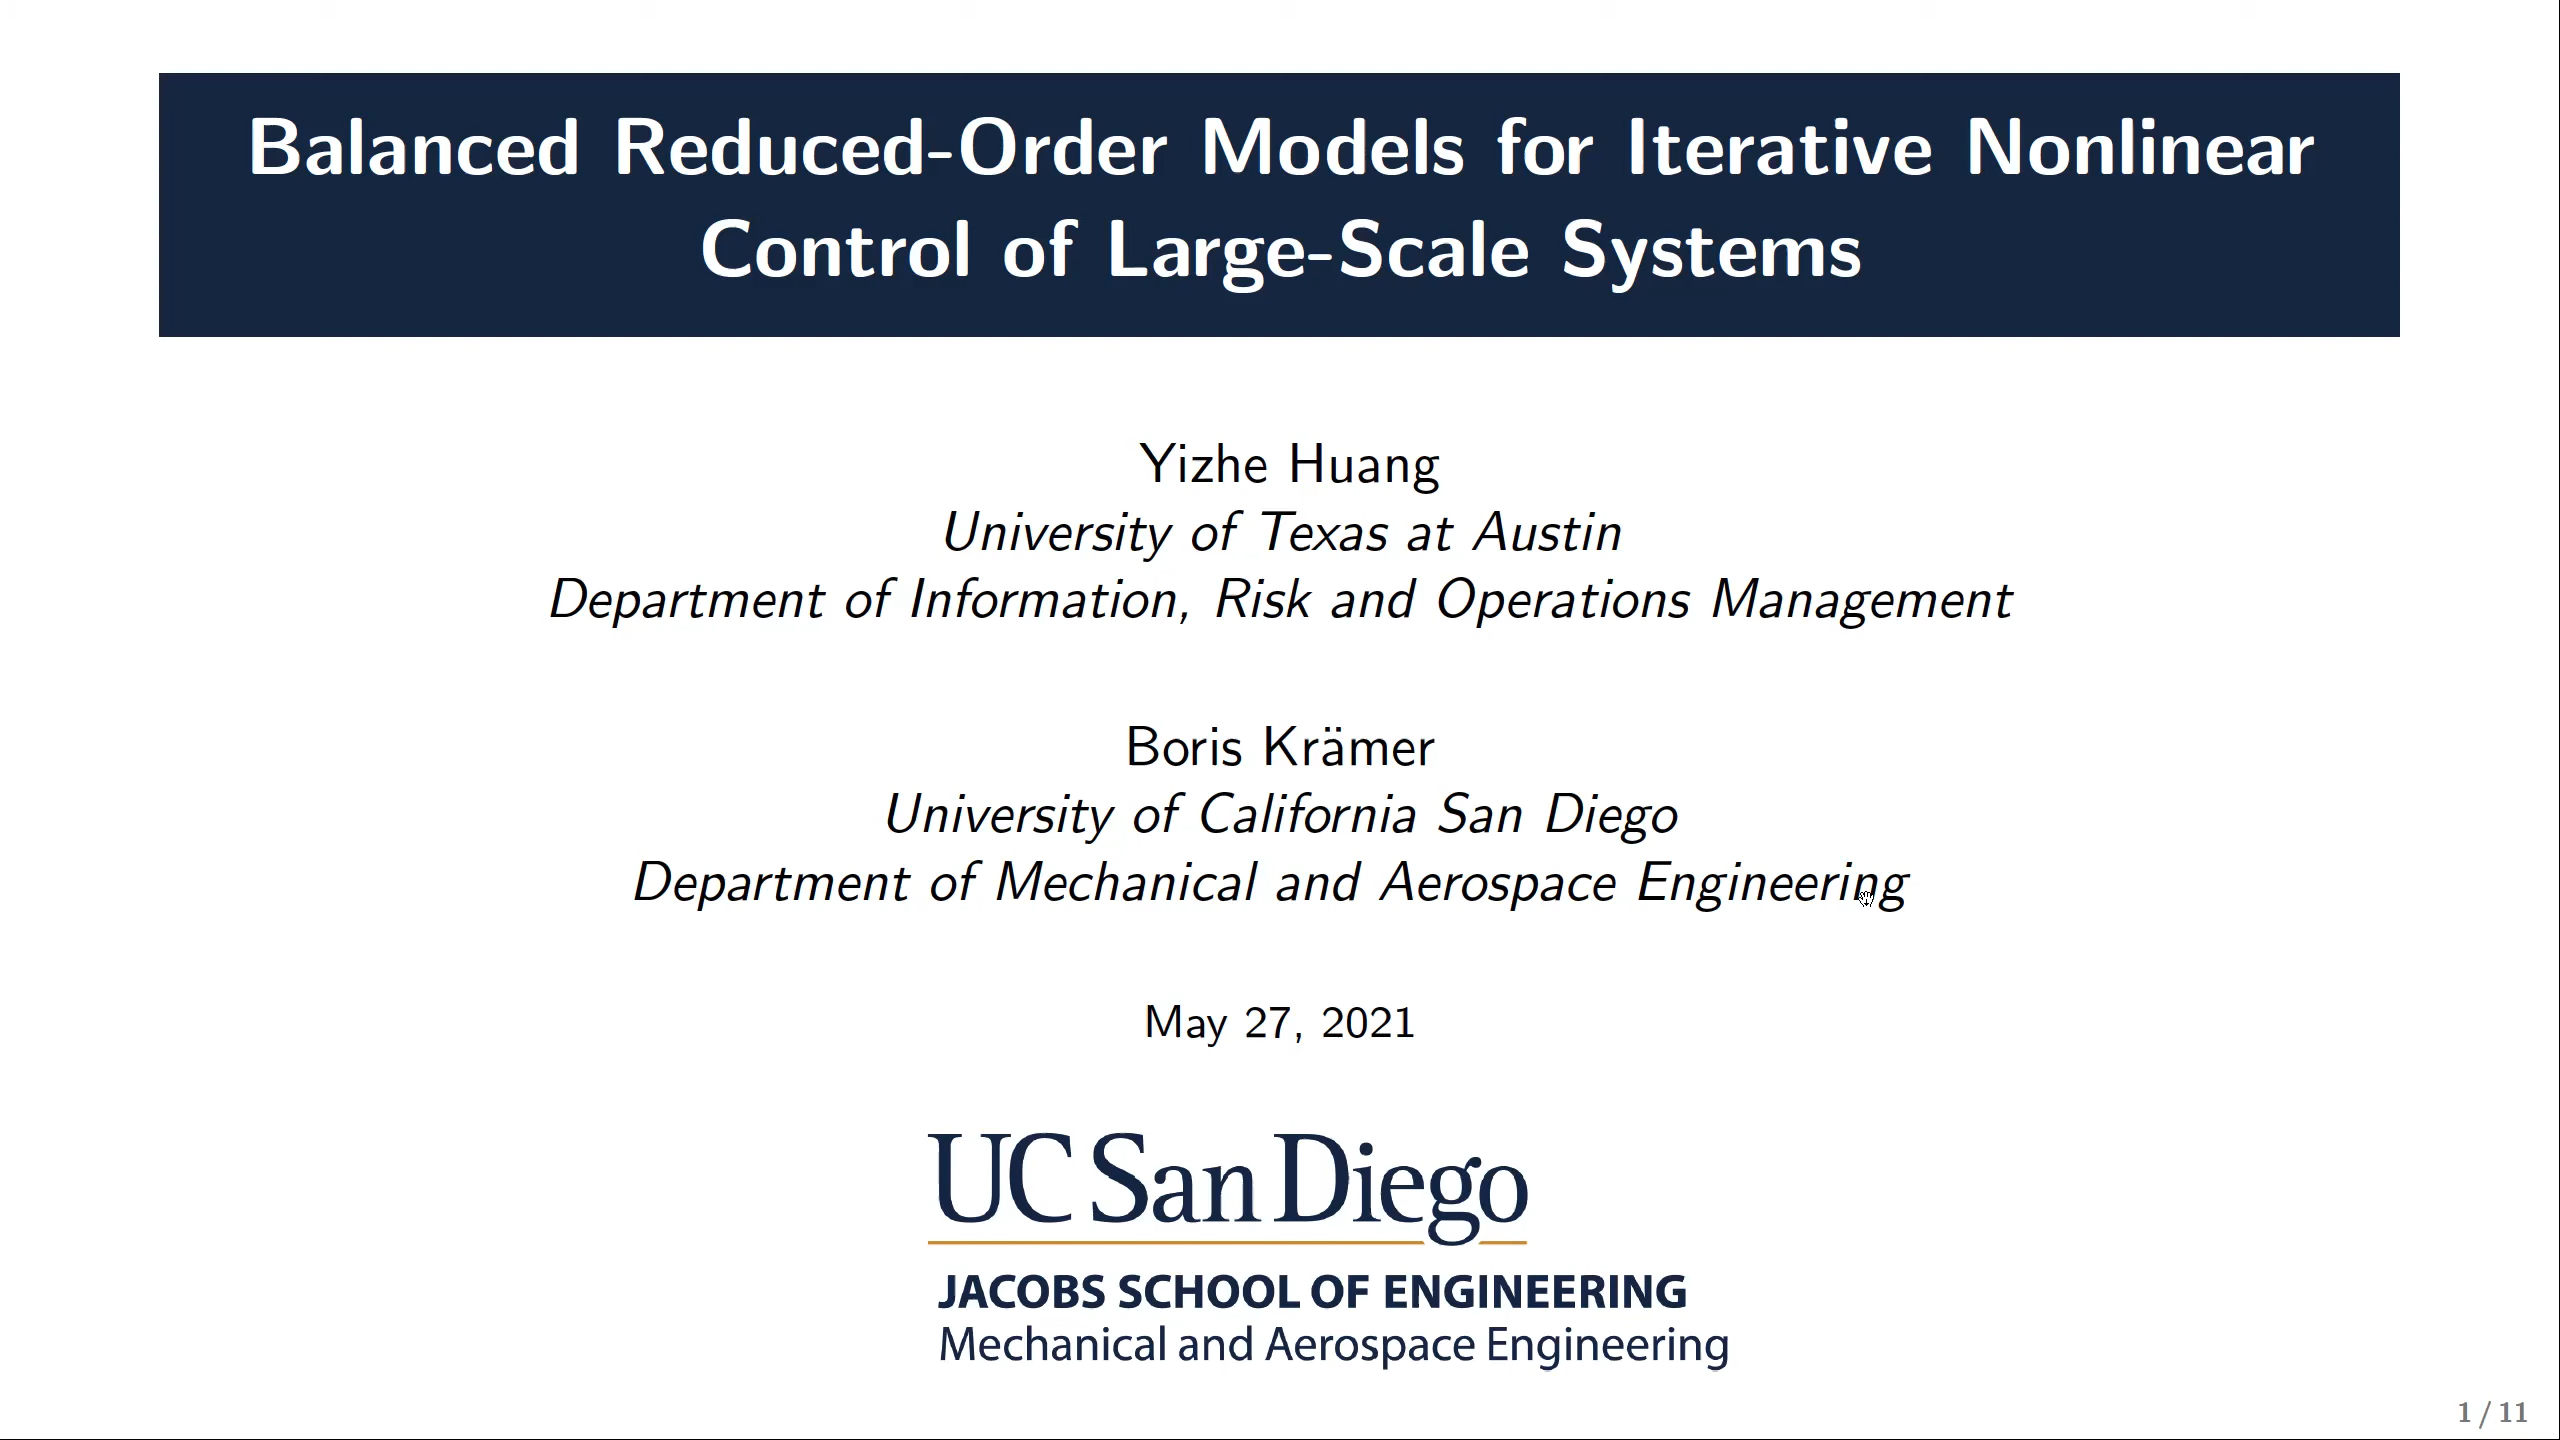 Balanced Reduced-Order Models for Iterative Nonlinear
Control of Large-Scale Systems
Yizhe Huang
University of Texas at Austin
Department of Information, Risk and Operations Management
Boris Krämer
University of California San Diego
Department of Mechanical and Aerospace Engineering
May 27, 2021
UC San Diego
JACOBS SCHOOL OF ENGINEERING
Mechanical and Aerospace Engineering
1 / 11